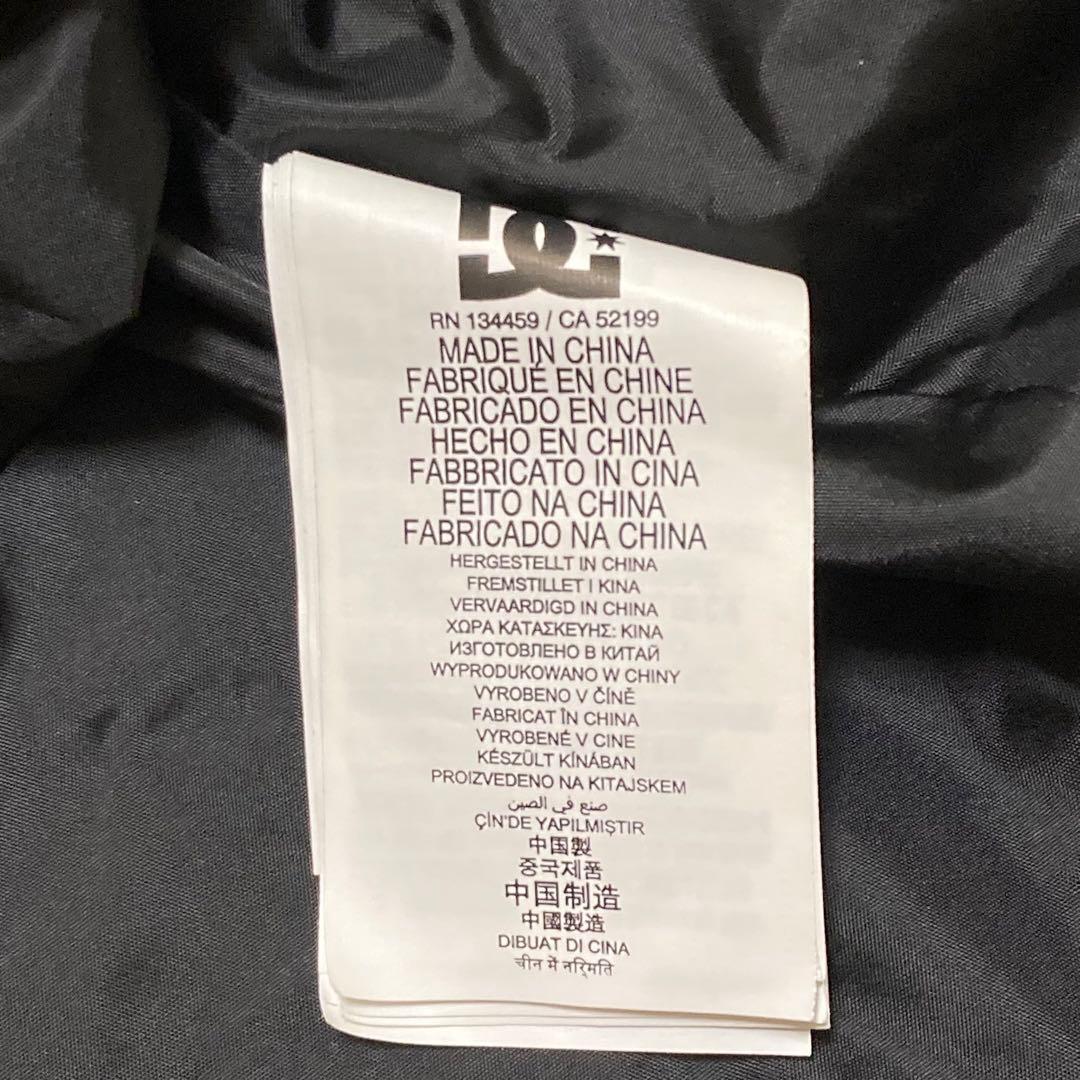 DC
RN 134459 / CA 52199
MADE IN CHINA
FABRIQUÉ EN CHINE
FABRICADO EN CHINA
HECHO EN CHINA
FABBRICATO IN CINA
FEITO NA CHINA
FABRICADO NA CHINA
HERGESTELLT IN CHINA
FREMSTILLET I KINA
VERVAARDIGD IN CHINA
ΧΩΡΑ ΚΑΤΑΣΚΕΥΗΣ: ΚΙΝΑ
ИЗГОТОВЛЕНО В КИТАЙ
WYPRODUKOWANO W CHINY
VYROBENO V ČÍNĚ
FABRICAT ÎN CHINA
VYROBENÉ V CINE
KÉSZÜLT KÍNÁBAN
PROIZVEDENO NA KITAJSKEM
صنع في الصين
ÇİN'DE YAPILMIŞTIR
中国製
중국제품
中国制造
中國製造
DIBUAT DI CINA
चीन में नर्िमति